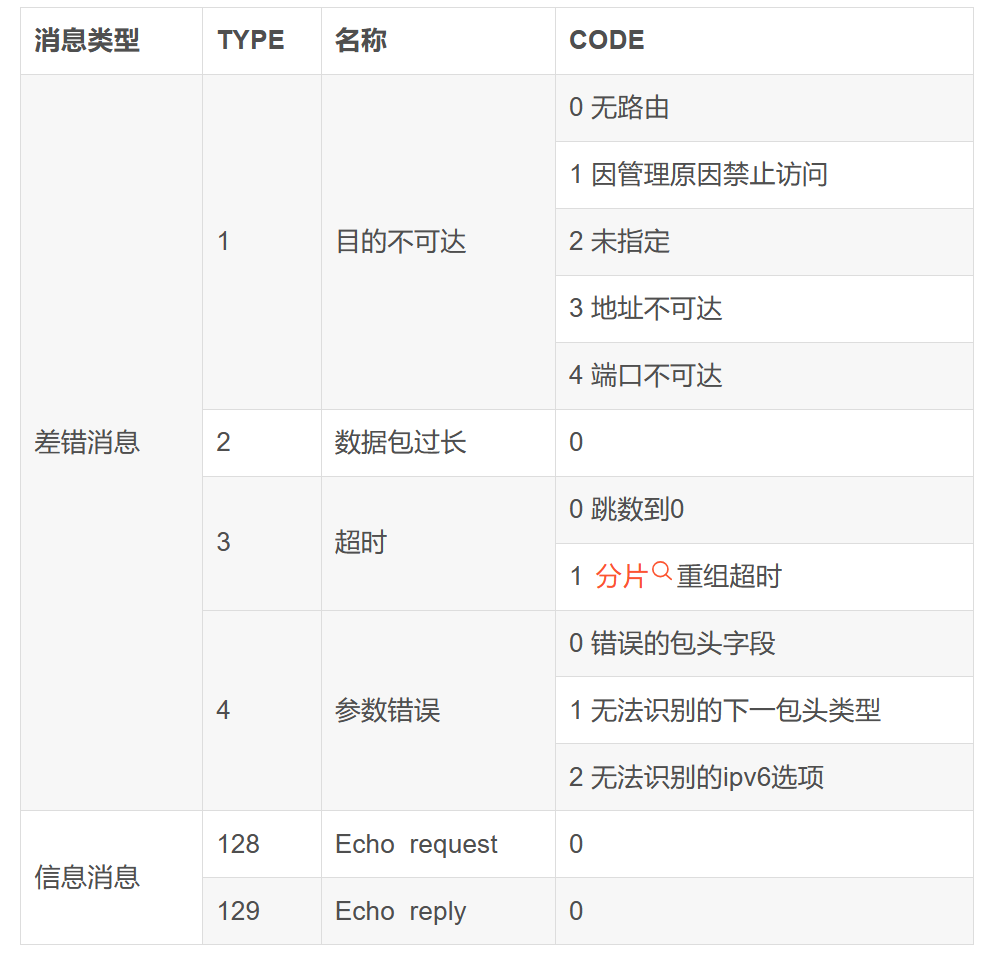 消息类型 TYPE 名称 CODE
0 无路由
1 因管理原因禁止访问
1 目的不可达 2 未指定
3 地址不可达
4 端口不可达
差错消息 2 数据包过长 0
0 跳数到0
3 超时
1 分片重组超时
0 错误的包头字段
4 参数错误 1 无法识别的下一包头类型
2 无法识别的ipv6选项
128 Echo request 0
信息消息
129 Echo reply 0